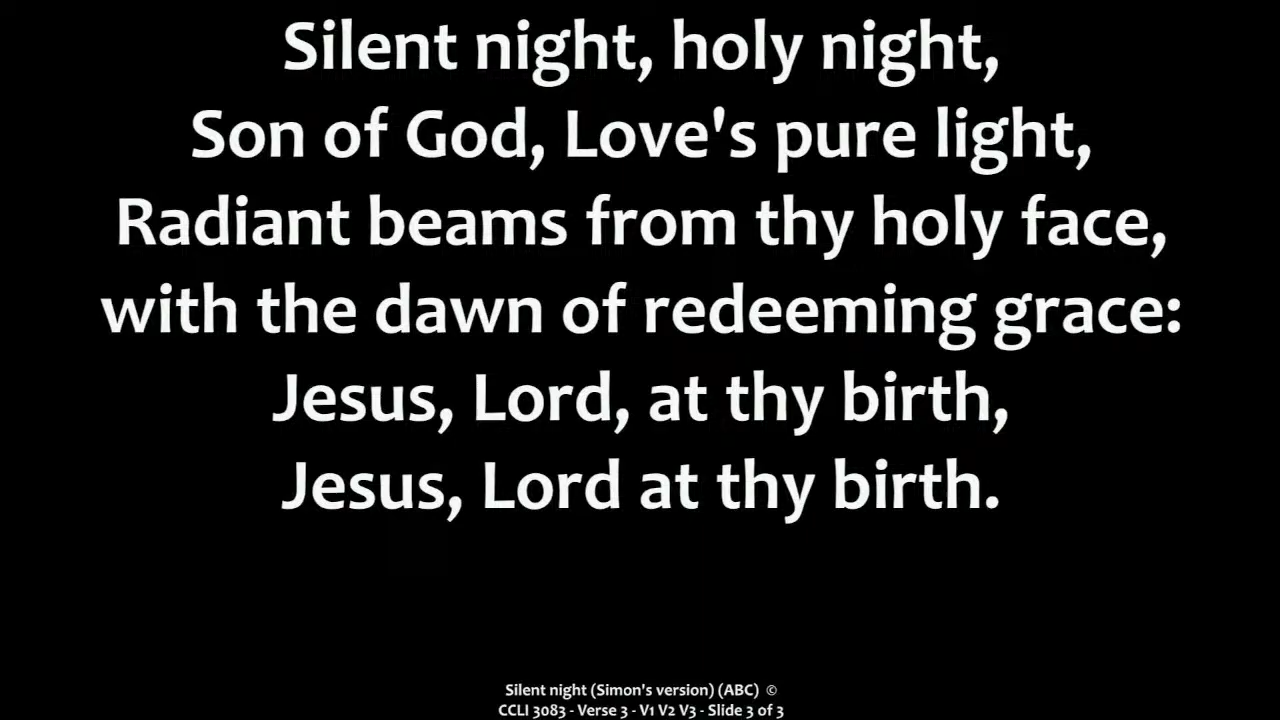 Silent night, holy night,
Son of God, Love's pure light,
Radiant beams from thy holy face,
with the dawn of redeeming grace:
Jesus, Lord, at thy birth,
Jesus, Lord at thy birth.
Silent night (Simon's version) (ABC) ©
CCLI 3083 - Verse 3 - V1 V2 V3 - Slide 3 of 3